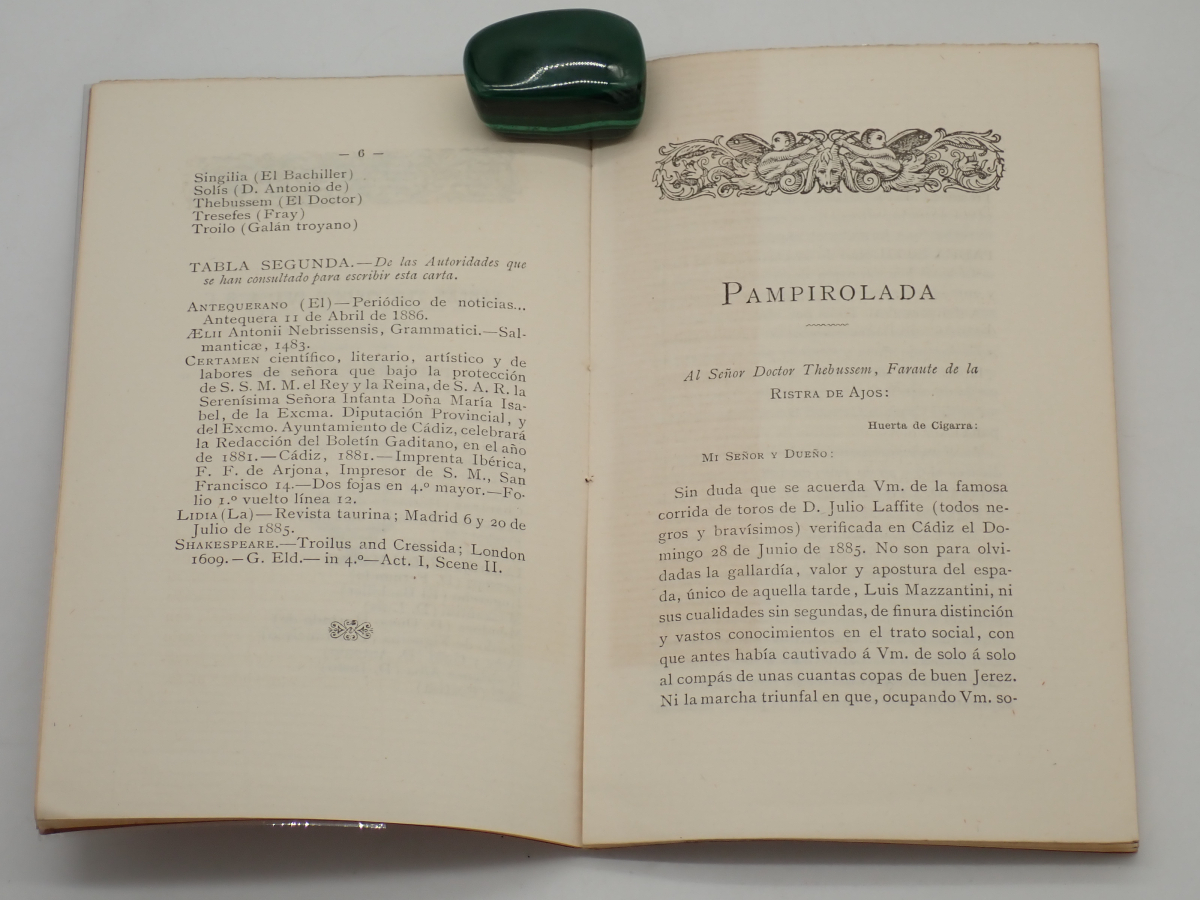 — 6 —
Singilia (El Bachiller)
Solís (D. Antonio de)
Thebussem (El Doctor)
Tresefes (Fray)
Troilo (Galán troyano)
TABLA SEGUNDA.—De las Autoridades que
se han consultado para escribir esta carta.
ANTEQUERANO (El)—Periódico de noticias...
Antequera 11 de Abril de 1886.
ÆLII Antonii Nebrissensis, Grammatici.—Sal-
manticæ, 1483.
CERTAMEN científico, literario, artístico y de
labores de señora que bajo la protección
de S. S. M. M. el Rey y la Reina, de S. A. R. la
Serenísima Señora Infanta Doña María Isa-
bel, de la Excma. Diputación Provincial, y
del Excmo. Ayuntamiento de Cádiz, celebrará
la Redacción del Boletín Gaditano, en el año
de 1881.—Cádiz, 1881.—Imprenta Ibérica,
F. F. de Arjona, Impresor de S. M., San
Francisco 14.—Dos fojas en 4.º mayor.—Fo-
lio 1.º vuelto línea 12.
LIDIA (La)—Revista taurina; Madrid 6 y 20 de
Julio de 1885.
SHAKESPEARE.—Troilus and Cressida; London
1609.—G. Eld.—in 4.º—Act. I, Scene II.
PAMPIROLADA
Al Señor Doctor Thebussem, Faraute de la
RISTRA DE AJOS:
Huerta de Cigarra:
MI SEÑOR Y DUEÑO:
Sin duda que se acuerda Vm. de la famosa
corrida de toros de D. Julio Laffite (todos ne-
gros y bravísimos) verificada en Cádiz el Do-
mingo 28 de Junio de 1885. No son para olvi-
dadas la gallardía, valor y apostura del espa-
da, único de aquella tarde, Luis Mazzantini, ni
sus cualidades sin segundas, de finura distinción
y vastos conocimientos en el trato social, con
que antes había cautivado á Vm. de solo á solo
al compás de unas cuantas copas de buen Jerez.
Ni la marcha triunfal en que, ocupando Vm. so-